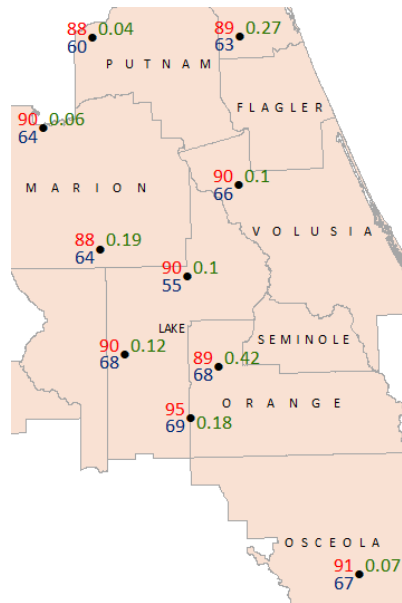 88 0.04
60
PUTNAM
89 0.27
63
FLAGLER
90 0.06
64
MARION
90 0.1
66
VOLUSIA
88 0.19
64
90 0.1
55
LAKE
SEMINOLE
90 0.12
68
89 0.42
68
ORANGE
95
69 0.18
OSCEOLA
91 0.07
67